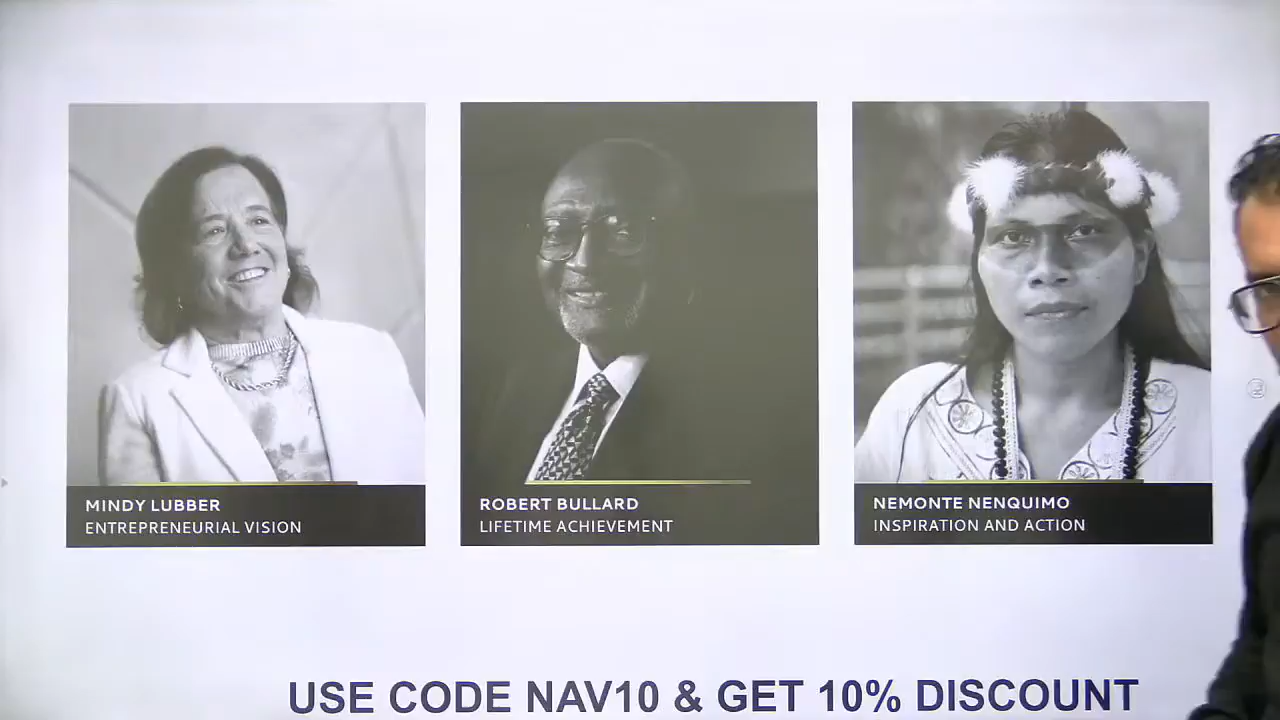 MINDY LUBBER
ENTREPRENEURIAL VISION
ROBERT BULLARD
LIFETIME ACHIEVEMENT
NEMONTE NENQUIMO
INSPIRATION AND ACTION
USE CODE NAV10 & GET 10% DISCOUNT